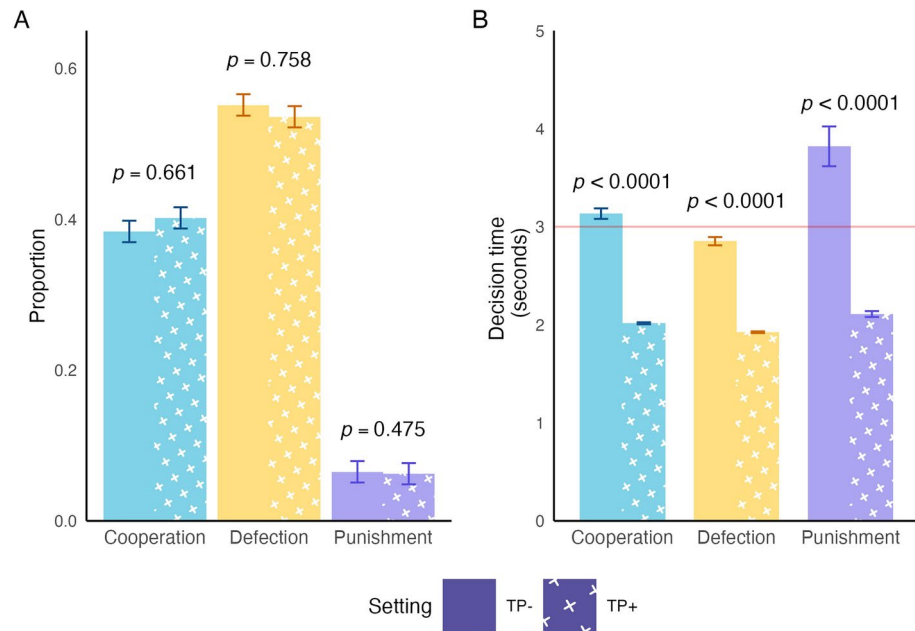 A
Proportion
0.6
0.4
0.2
0.0
p = 0.661
p = 0.758
p = 0.475
Cooperation Defection Punishment
B
Decision time
(seconds)
5
4
3
2
1
0
p < 0.0001
p < 0.0001
p < 0.0001
Cooperation Defection Punishment
Setting TP- TP+